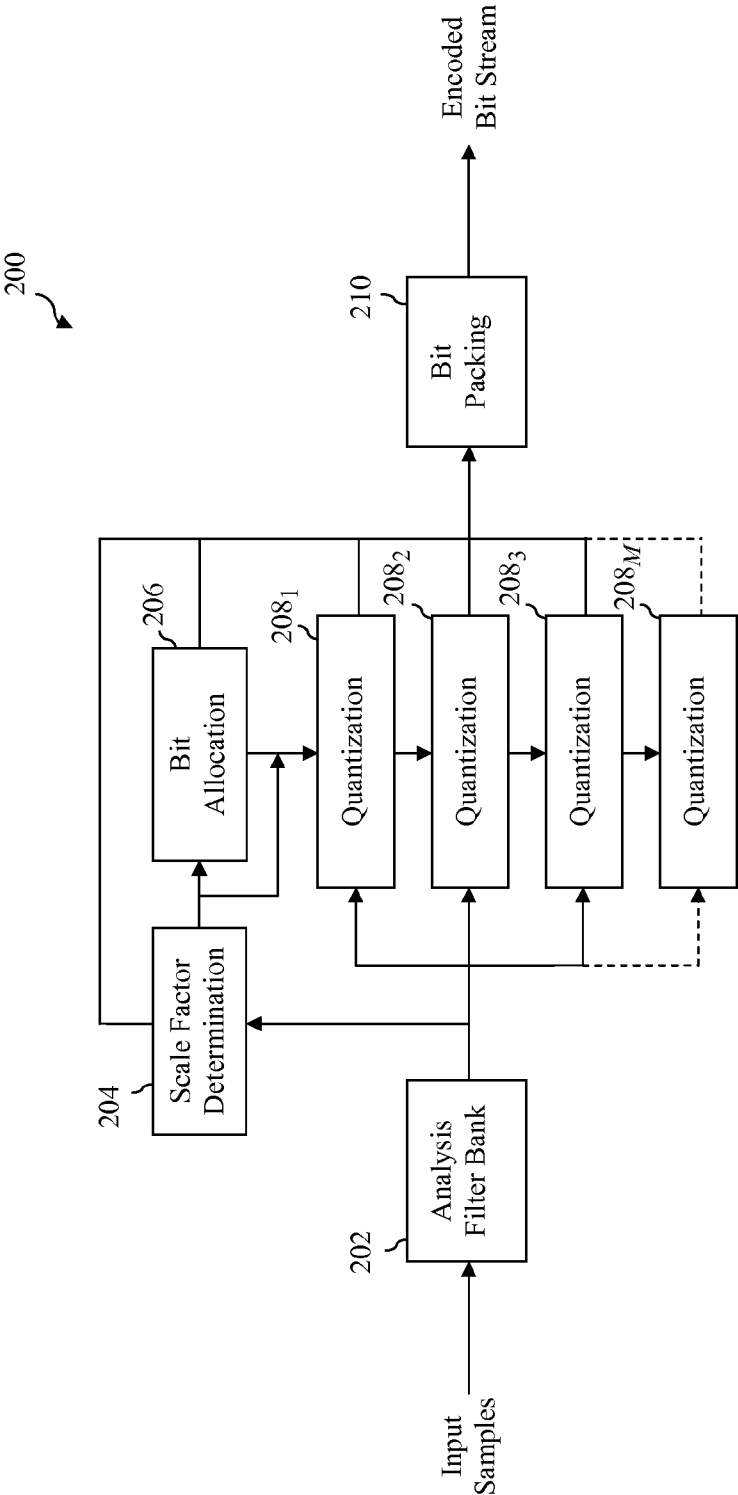 200
204
Scale Factor
Determination
206
Bit
Allocation
208₁
Quantization
208₂
Quantization
208₃
Quantization
208M
Quantization
Input
Samples
202
Analysis
Filter Bank
210
Bit
Packing
Encoded
Bit Stream